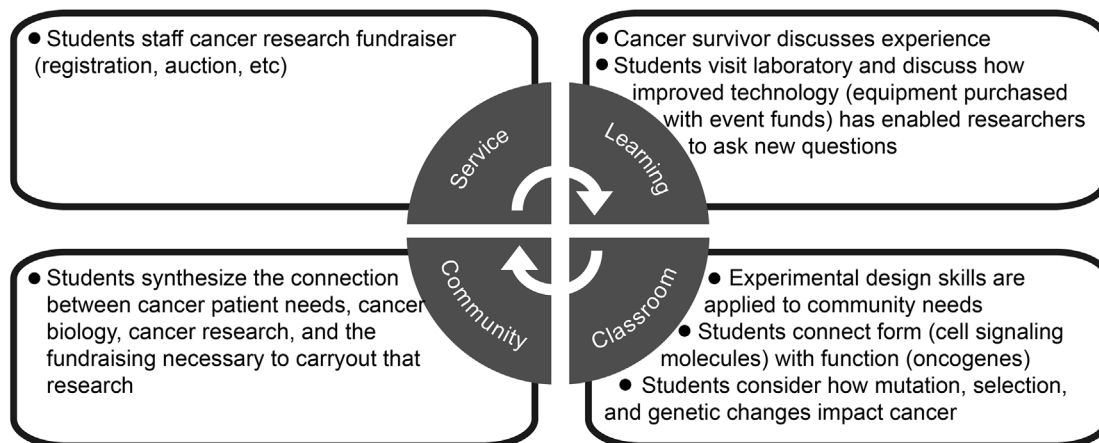 ● Students staff cancer research fundraiser
(registration, auction, etc)
● Cancer survivor discusses experience
● Students visit laboratory and discuss how
improved technology (equipment purchased
with event funds) has enabled researchers
to ask new questions
Service
Learning
Community
Classroom
● Students synthesize the connection
between cancer patient needs, cancer
biology, cancer research, and the
fundraising necessary to carryout that
research
● Experimental design skills are
applied to community needs
● Students connect form (cell signaling
molecules) with function (oncogenes)
● Students consider how mutation, selection,
and genetic changes impact cancer